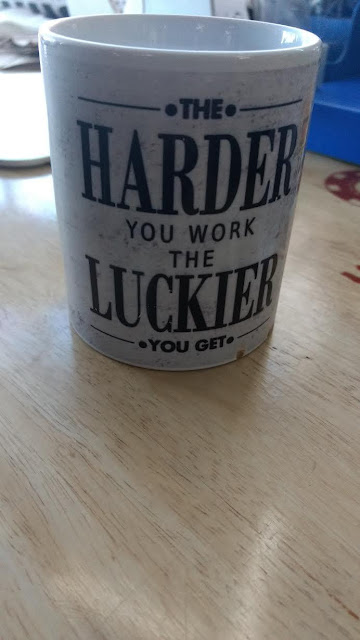 •THE•
HARDER
YOU WORK
THE
LUCKIER
•YOU GET•